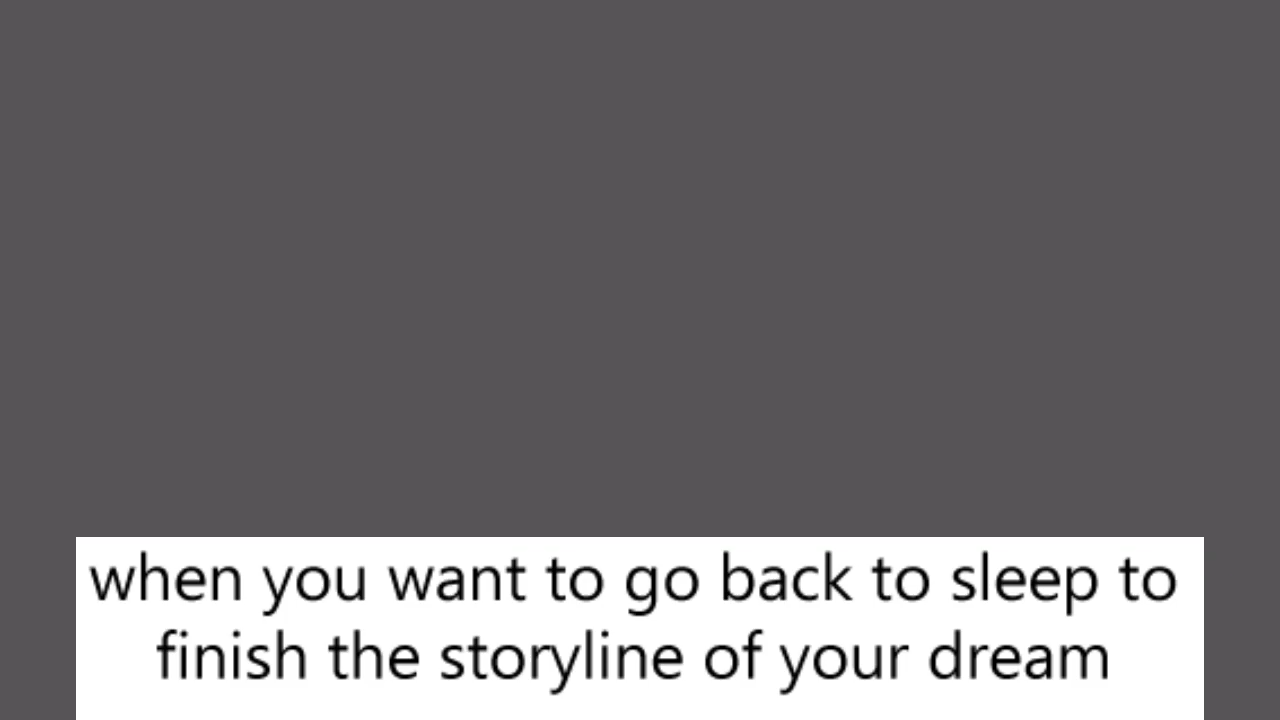 when you want to go back to sleep to
finish the storyline of your dream